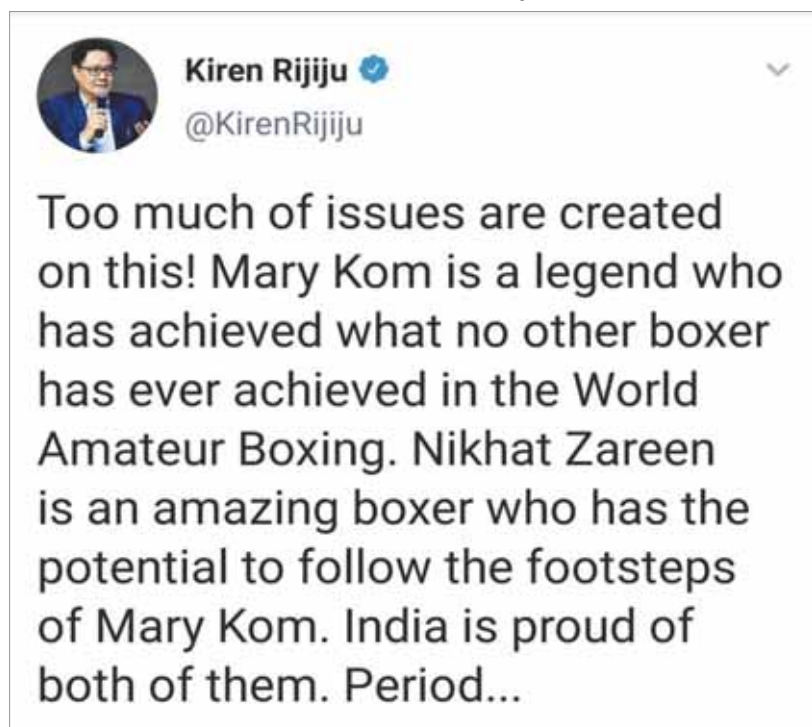 Kiren Rijiju
@KirenRijiju
Too much of issues are created
on this! Mary Kom is a legend who
has achieved what no other boxer
has ever achieved in the World
Amateur Boxing. Nikhat Zareen
is an amazing boxer who has the
potential to follow the footsteps
of Mary Kom. India is proud of
both of them. Period...